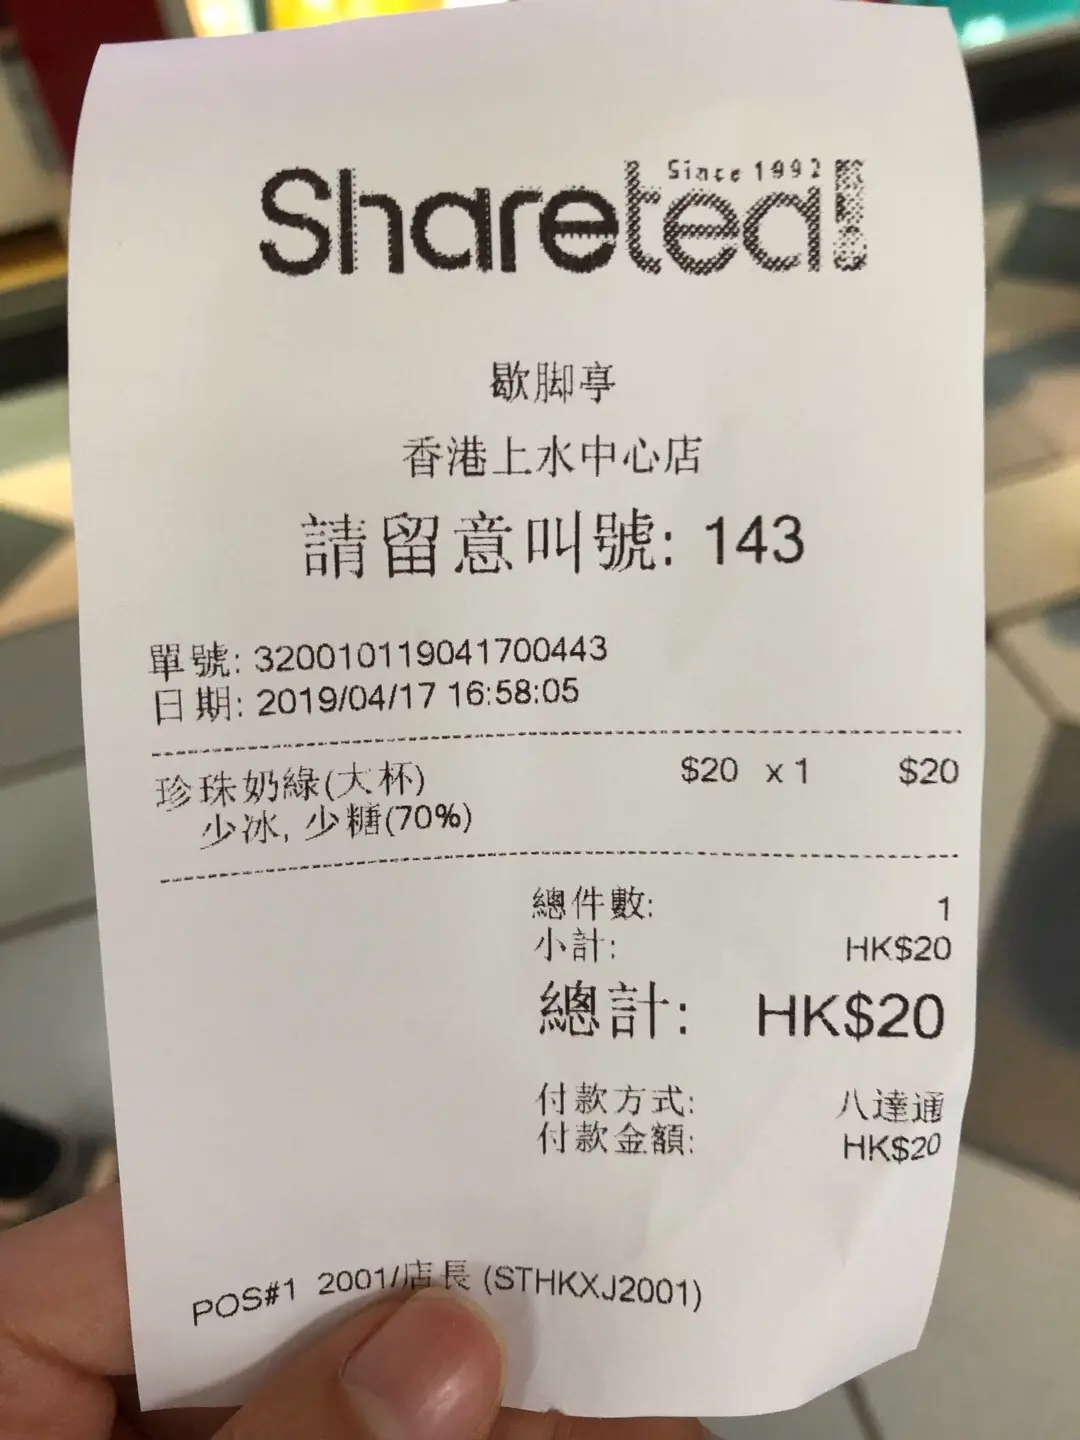 Since 1992
Sharetea
歇脚亭
香港上水中心店
請留意叫號: 143
單號: 320010119041700443
日期: 2019/04/17 16:58:05
珍珠奶綠(大杯) $20 x 1 $20
少冰, 少糖(70%)
總件數: 1
小計: HK$20
總計: HK$20
付款方式: 八達通
付款金額: HK$20
POS#1 2001/店長 (STHKXJ2001)